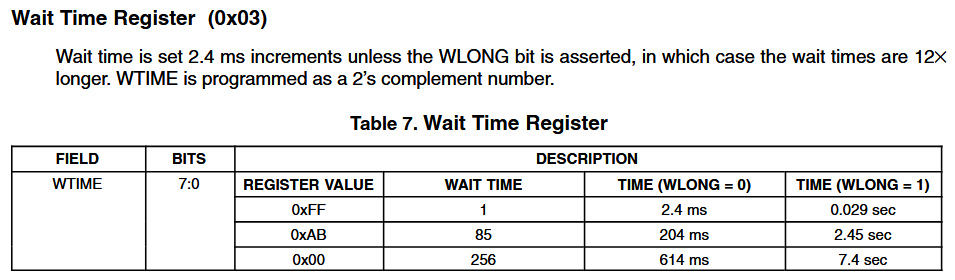 Wait Time Register (0x03)
Wait time is set 2.4 ms increments unless the WLONG bit is asserted, in which case the wait times are 12×
longer. WTIME is programmed as a 2's complement number.
Table 7. Wait Time Register
FIELD BITS DESCRIPTION
WTIME 7:0 REGISTER VALUE WAIT TIME TIME (WLONG = 0) TIME (WLONG = 1)
0xFF 1 2.4 ms 0.029 sec
0xAB 85 204 ms 2.45 sec
0x00 256 614 ms 7.4 sec